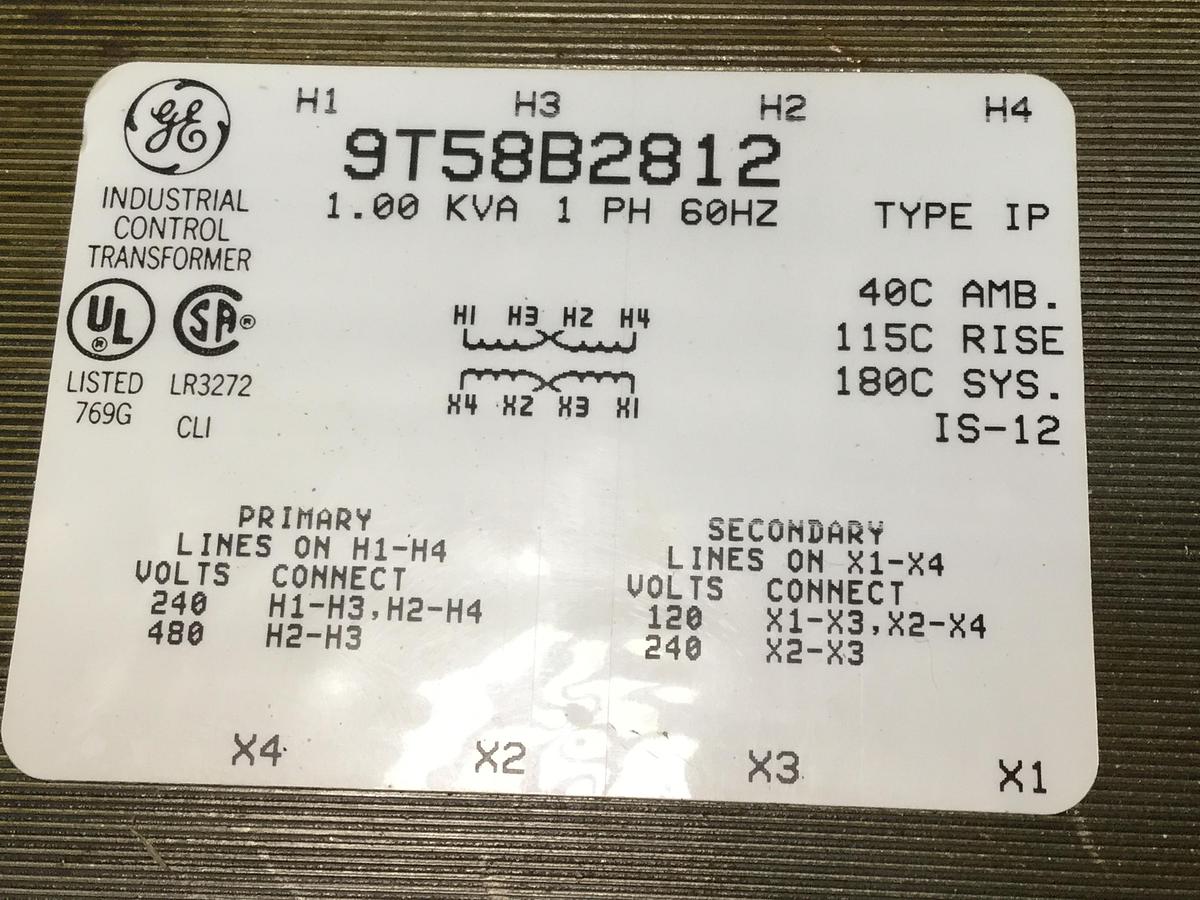 GE
INDUSTRIAL
CONTROL
TRANSFORMER
H1 H3 H2 H4
9T58B2812
1.00 KVA 1 PH 60HZ
TYPE IP
40C AMB.
115C RISE
180C SYS.
IS-12
UL ® SA ®
LISTED LR3272
769G CLI
H1 H3 H2 H4
X4 X2 X3 X1
PRIMARY
LINES ON H1-H4
VOLTS CONNECT
240 H1-H3,H2-H4
480 H2-H3
SECONDARY
LINES ON X1-X4
VOLTS CONNECT
120 X1-X3,X2-X4
240 X2-X3
X4 X2 X3 X1